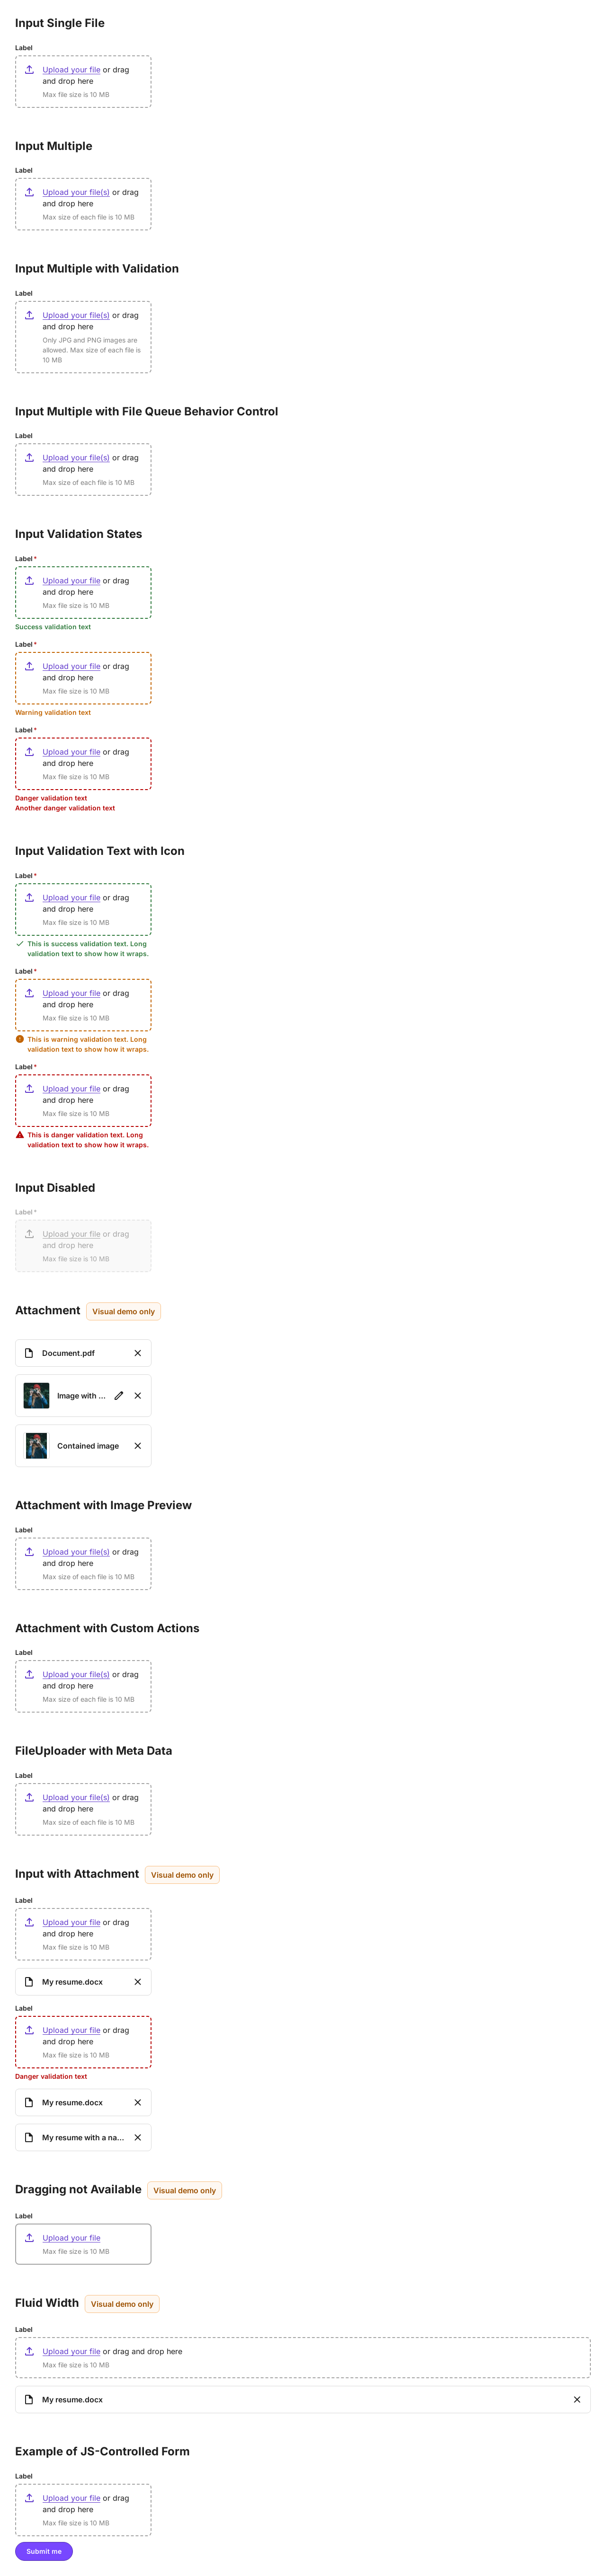 Input Single File
Label
Upload your file or drag
and drop here
Max file size is 10 MB
Input Multiple
Label
Upload your file(s) or drag
and drop here
Max size of each file is 10 MB
Input Multiple with Validation
Label
Upload your file(s) or drag
and drop here
Only JPG and PNG images are
allowed. Max size of each file is
10 MB
Input Multiple with File Queue Behavior Control
Label
Upload your file(s) or drag
and drop here
Max size of each file is 10 MB
Input Validation States
Label*
Upload your file or drag
and drop here
Max file size is 10 MB
Success validation text
Label*
Upload your file or drag
and drop here
Max file size is 10 MB
Warning validation text
Label*
Upload your file or drag
and drop here
Max file size is 10 MB
Danger validation text
Another danger validation text
Input Validation Text with Icon
Label*
Upload your file or drag
and drop here
Max file size is 10 MB
This is success validation text. Long
validation text to show how it wraps.
Label*
Upload your file or drag
and drop here
Max file size is 10 MB
This is warning validation text. Long
validation text to show how it wraps.
Label*
Upload your file or drag
and drop here
Max file size is 10 MB
This is danger validation text. Long
validation text to show how it wraps.
Input Disabled
Label*
Upload your file or drag
and drop here
Max file size is 10 MB
Attachment Visual demo only
Document.pdf
Image with ...
Contained image
Attachment with Image Preview
Label
Upload your file(s) or drag
and drop here
Max size of each file is 10 MB
Attachment with Custom Actions
Label
Upload your file(s) or drag
and drop here
Max size of each file is 10 MB
FileUploader with Meta Data
Label
Upload your file(s) or drag
and drop here
Max size of each file is 10 MB
Input with Attachment Visual demo only
Label
Upload your file or drag
and drop here
Max file size is 10 MB
My resume.docx
Label
Upload your file or drag
and drop here
Max file size is 10 MB
Danger validation text
My resume.docx
My resume with a na...
Dragging not Available Visual demo only
Label
Upload your file
Max file size is 10 MB
Fluid Width Visual demo only
Label
Upload your file or drag and drop here
Max file size is 10 MB
My resume.docx
Example of JS-Controlled Form
Label
Upload your file or drag
and drop here
Max file size is 10 MB
Submit me